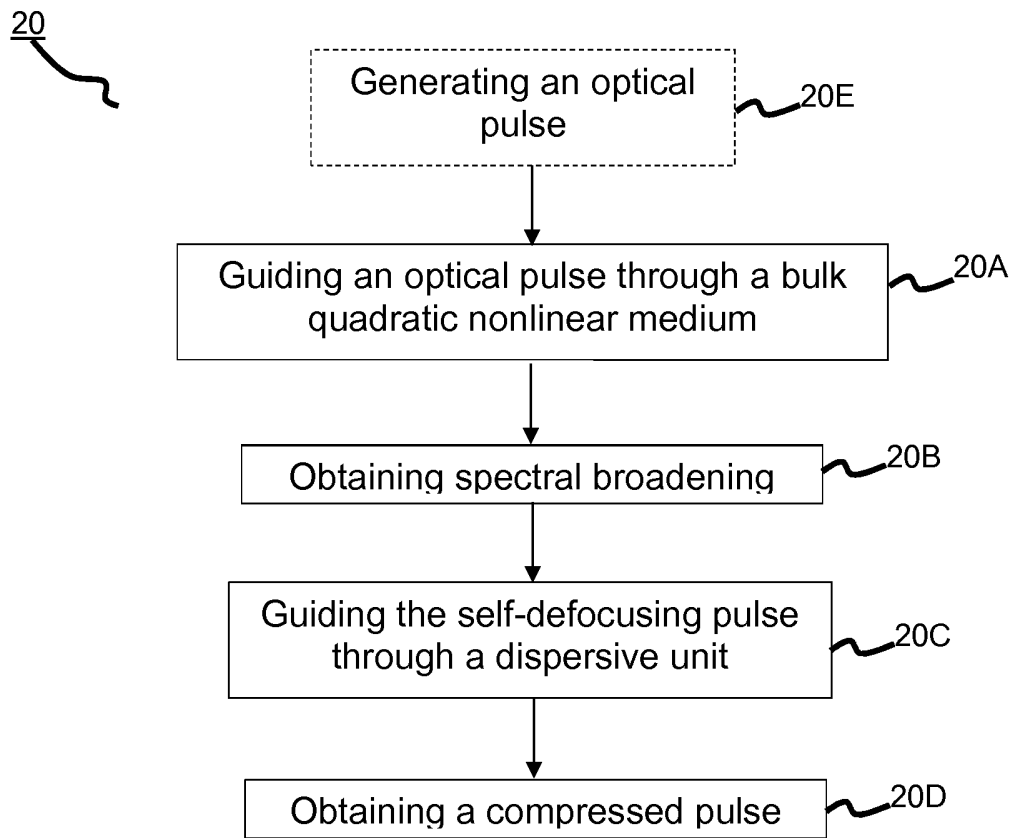 20
Generating an optical
pulse
20E
Guiding an optical pulse through a bulk
quadratic nonlinear medium
20A
Obtaining spectral broadening
20B
Guiding the self-defocusing pulse
through a dispersive unit
20C
Obtaining a compressed pulse
20D